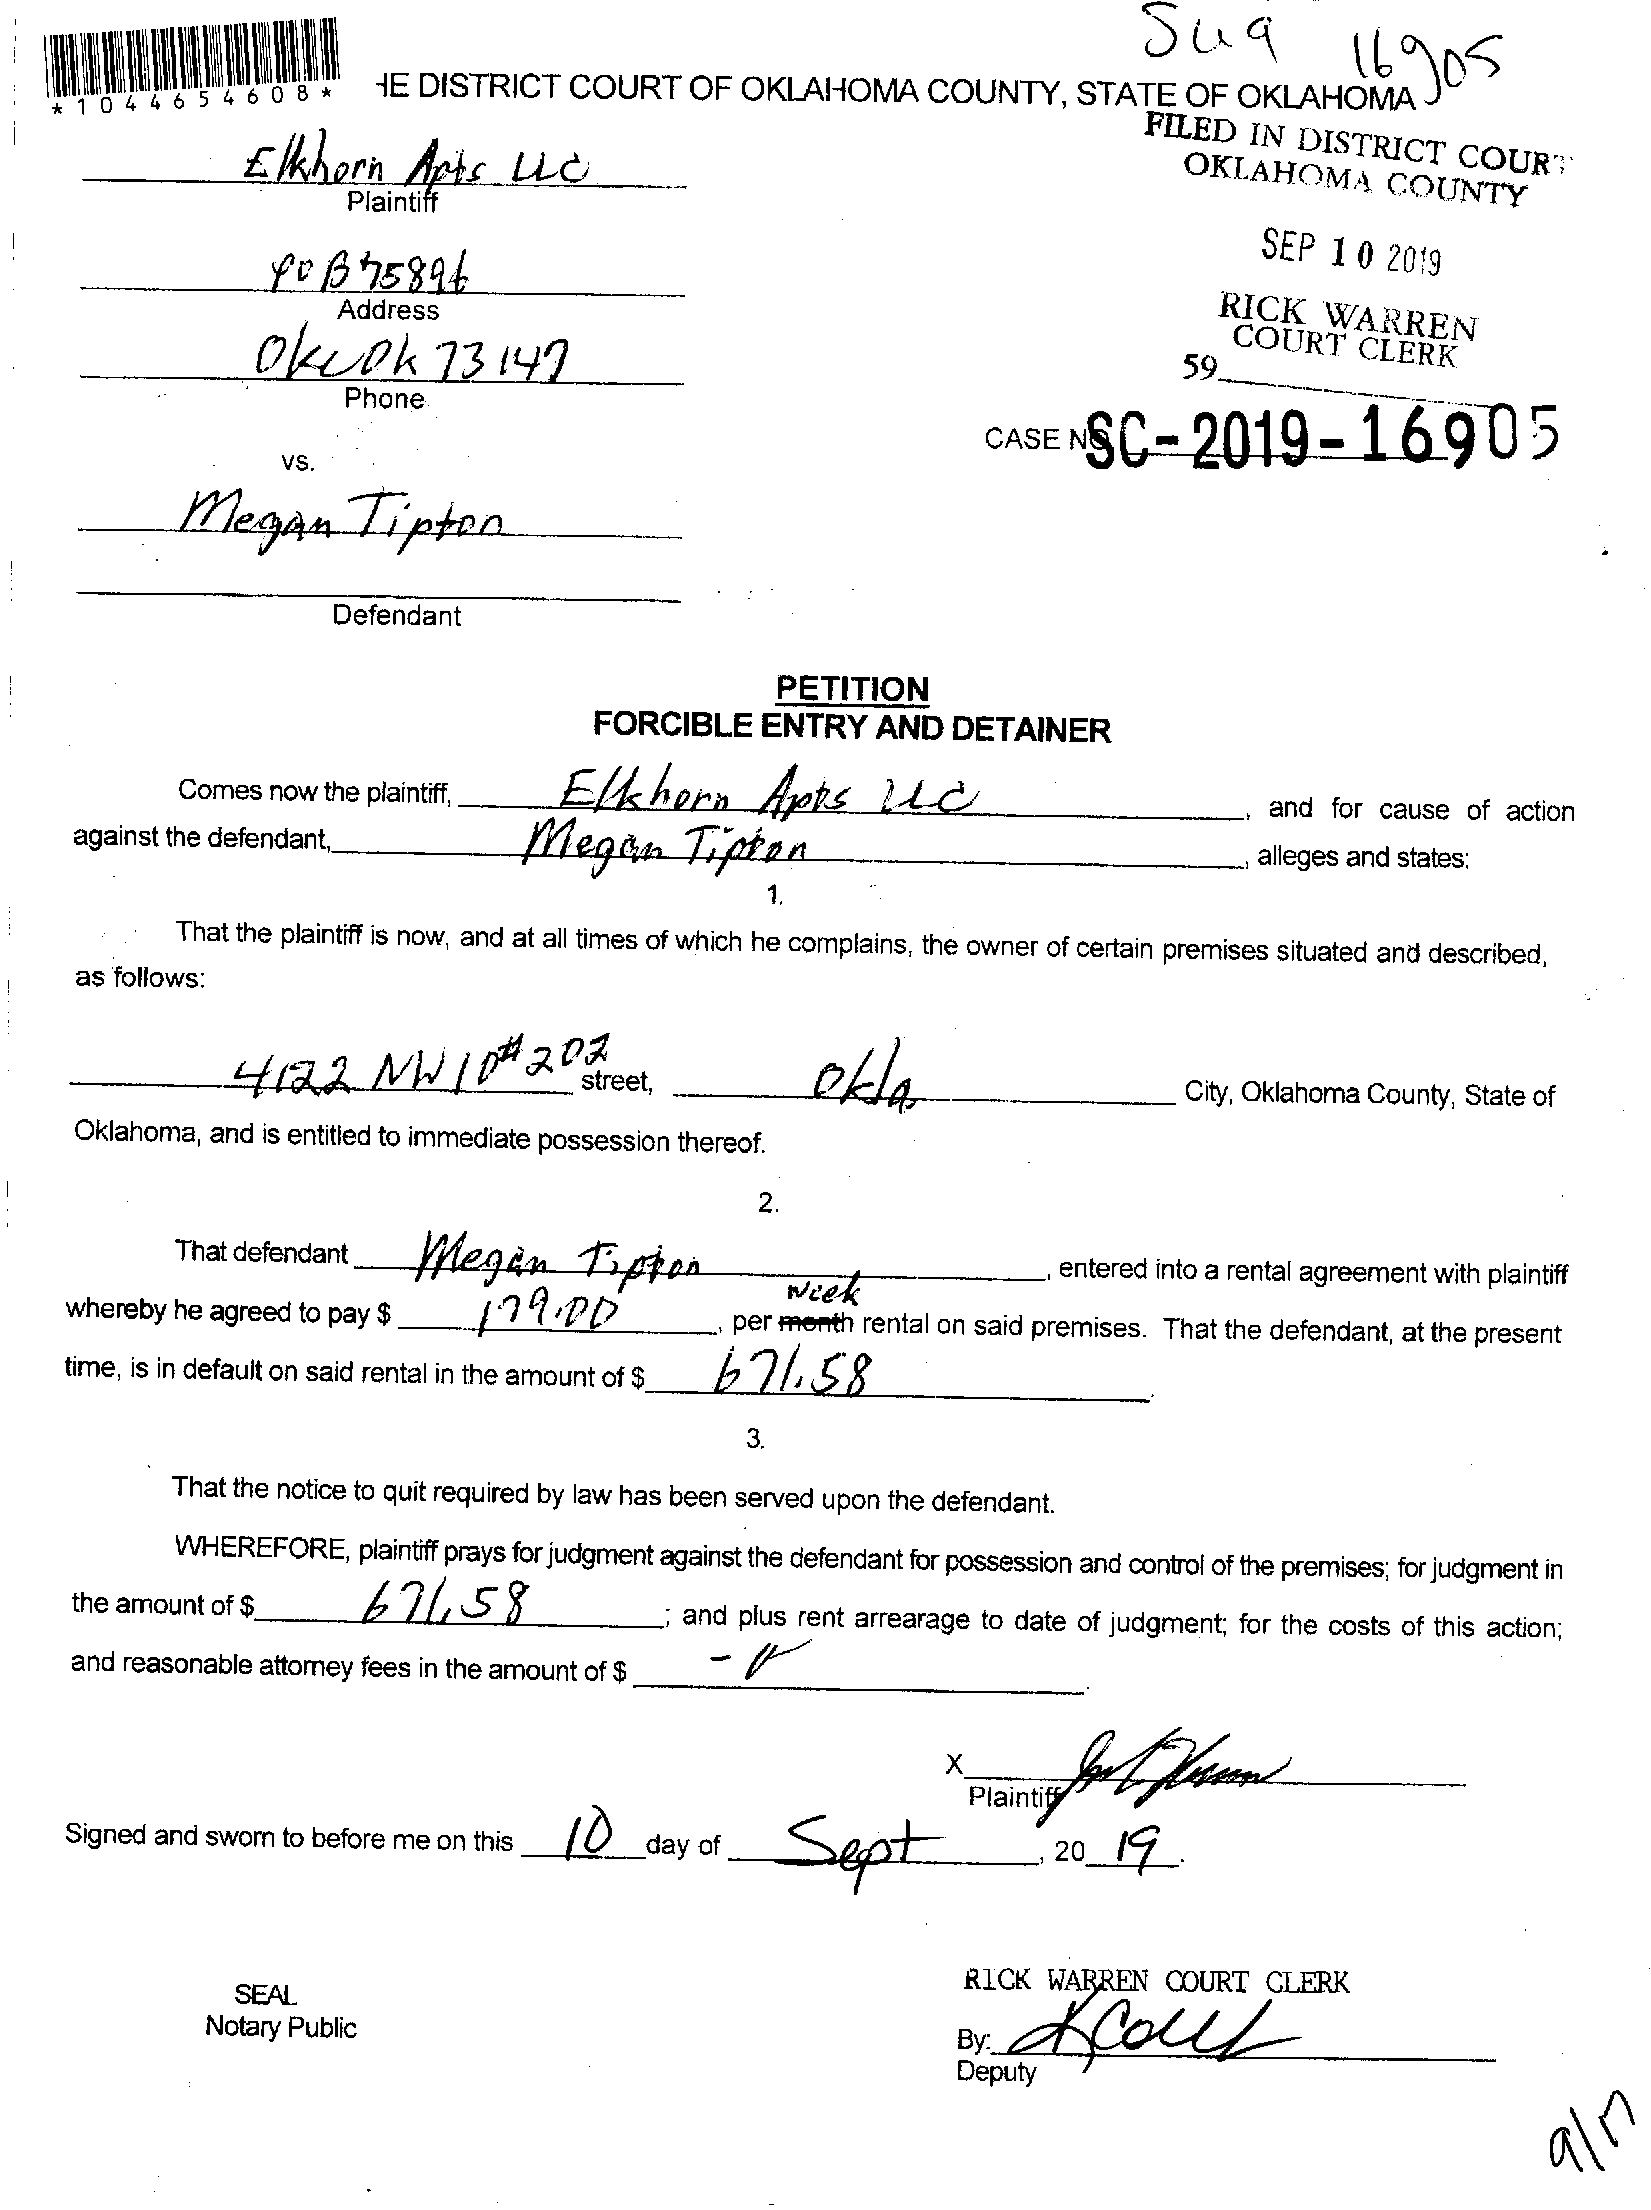 16905
*1044654608*
HE DISTRICT COURT OF OKLAHOMA COUNTY, STATE OF OKLAHOMA
FILED IN DISTRICT COURT
OKLAHOMA COUNTY
Elkhorn Apts LLC
Plaintiff
SEP 10 2019
POB 75896
Address
RICK WARREN
COURT CLERK
OKC OK 73147
59
Phone
CASE NO SC-2019-16905
vs.
Megan Tipton
Defendant
PETITION
FORCIBLE ENTRY AND DETAINER
Comes now the plaintiff, Elkhorn Apts LLC, and for cause of action
against the defendant, Megan Tipton, alleges and states:
1.
That the plaintiff is now, and at all times of which he complains, the owner of certain premises situated and described,
as follows:
4122 NW 10 #202 street, Okla City, Oklahoma County, State of
Oklahoma, and is entitled to immediate possession thereof.
2.
That defendant Megan Tipton, entered into a rental agreement with plaintiff
week
whereby he agreed to pay $ 179.00, per month rental on said premises. That the defendant, at the present
time, is in default on said rental in the amount of $ 671.58.
3.
That the notice to quit required by law has been served upon the defendant.
WHEREFORE, plaintiff prays for judgment against the defendant for possession and control of the premises; for judgment in
the amount of $ 671.58; and plus rent arrearage to date of judgment; for the costs of this action;
and reasonable attorney fees in the amount of $
X
Plaintiff
Signed and sworn to before me on this 10 day of Sept, 20 19.
SEAL
Notary Public
RICK WARREN COURT CLERK
By:
Deputy
9/17